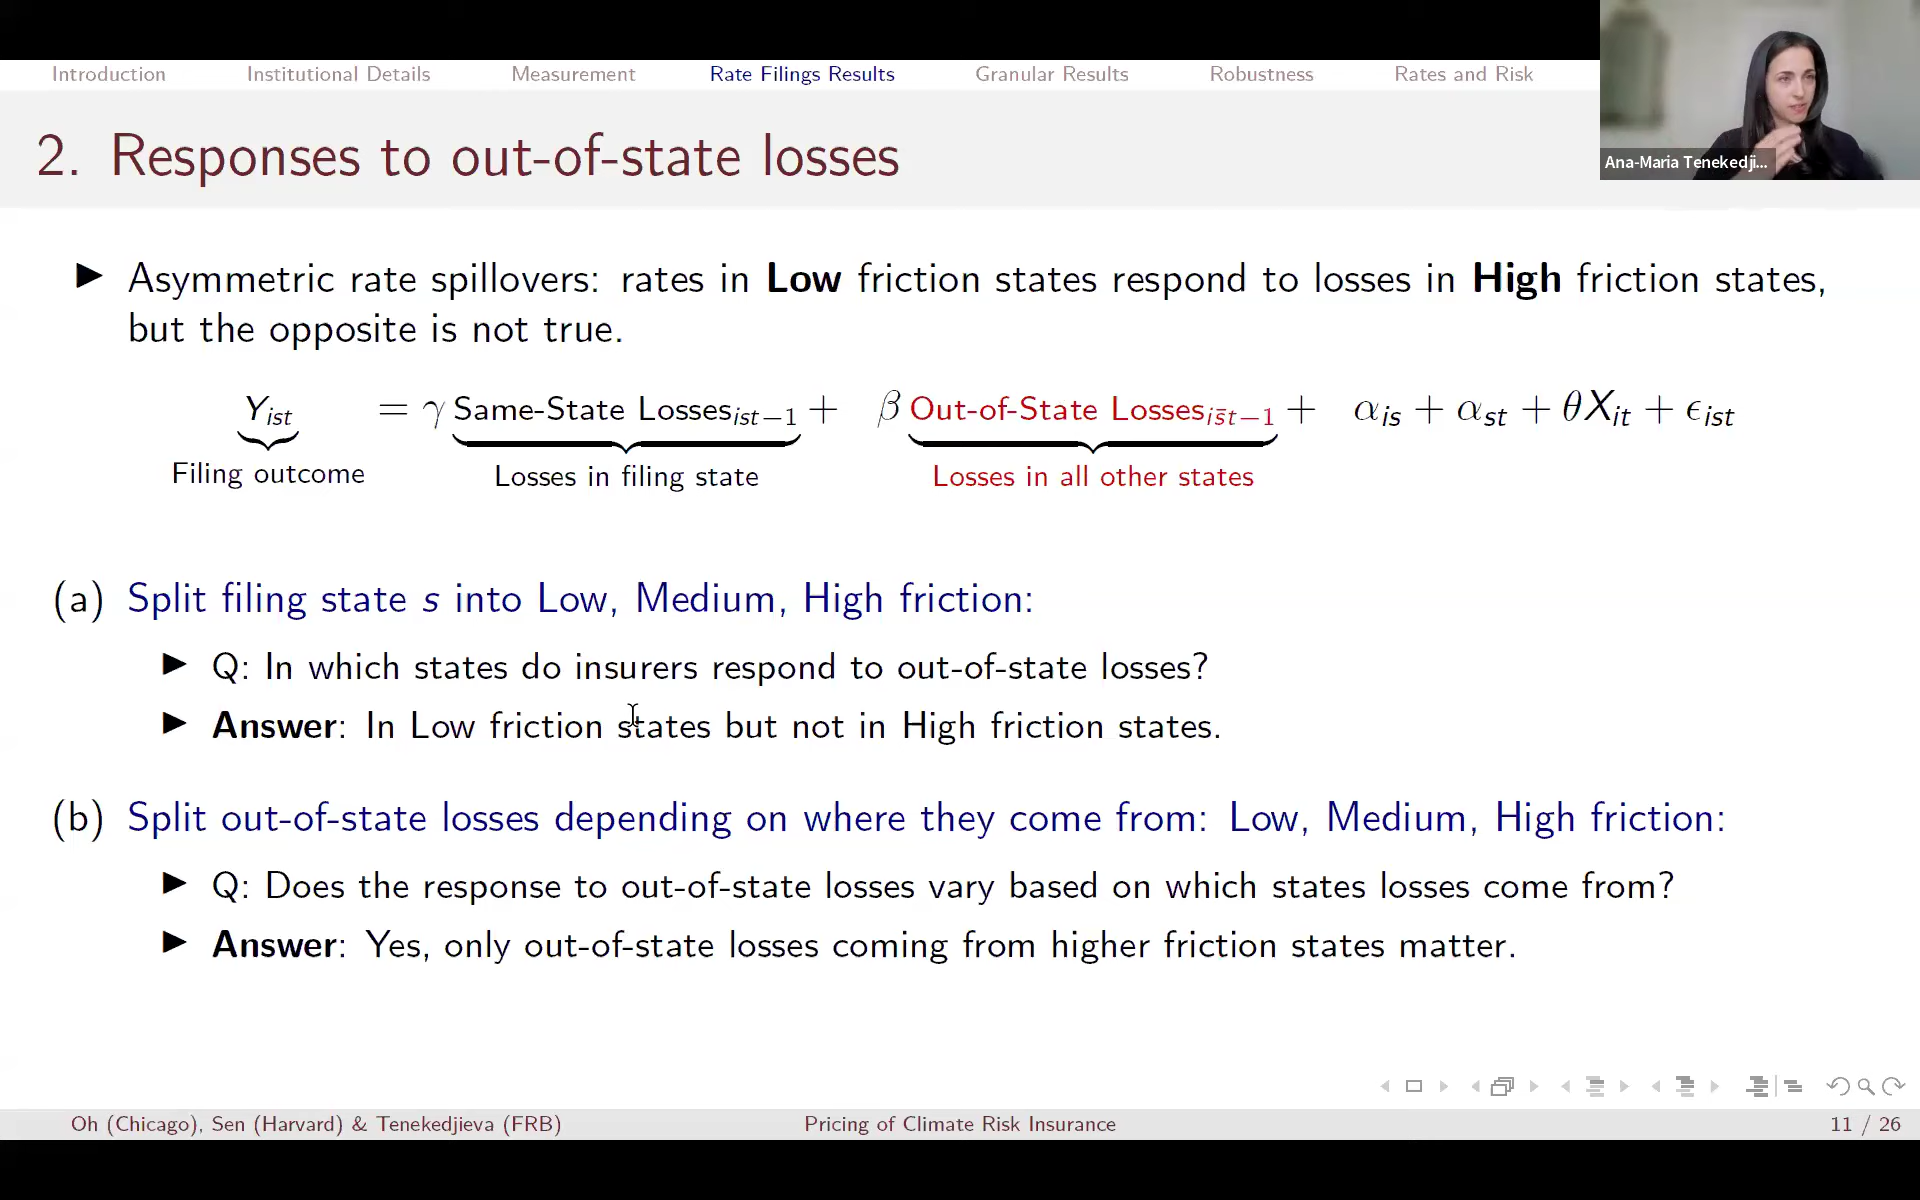 Introduction Institutional Details Measurement Rate Filings Results Granular Results Robustness Rates and Risk
Ana-Maria Tenekedji...
2. Responses to out-of-state losses
▶ Asymmetric rate spillovers: rates in Low friction states respond to losses in High friction states,
but the opposite is not true.
Y_ist = γ Same-State Losses_ist−1 + β Out-of-State Losses_is̄t−1 + α_is + α_st + θX_it + ϵ_ist
Filing outcome Losses in filing state Losses in all other states
(a) Split filing state s into Low, Medium, High friction:
▶ Q: In which states do insurers respond to out-of-state losses?
▶ Answer: In Low friction states but not in High friction states.
(b) Split out-of-state losses depending on where they come from: Low, Medium, High friction:
▶ Q: Does the response to out-of-state losses vary based on which states losses come from?
▶ Answer: Yes, only out-of-state losses coming from higher friction states matter.
Oh (Chicago), Sen (Harvard) & Tenekedjieva (FRB) Pricing of Climate Risk Insurance 11 / 26